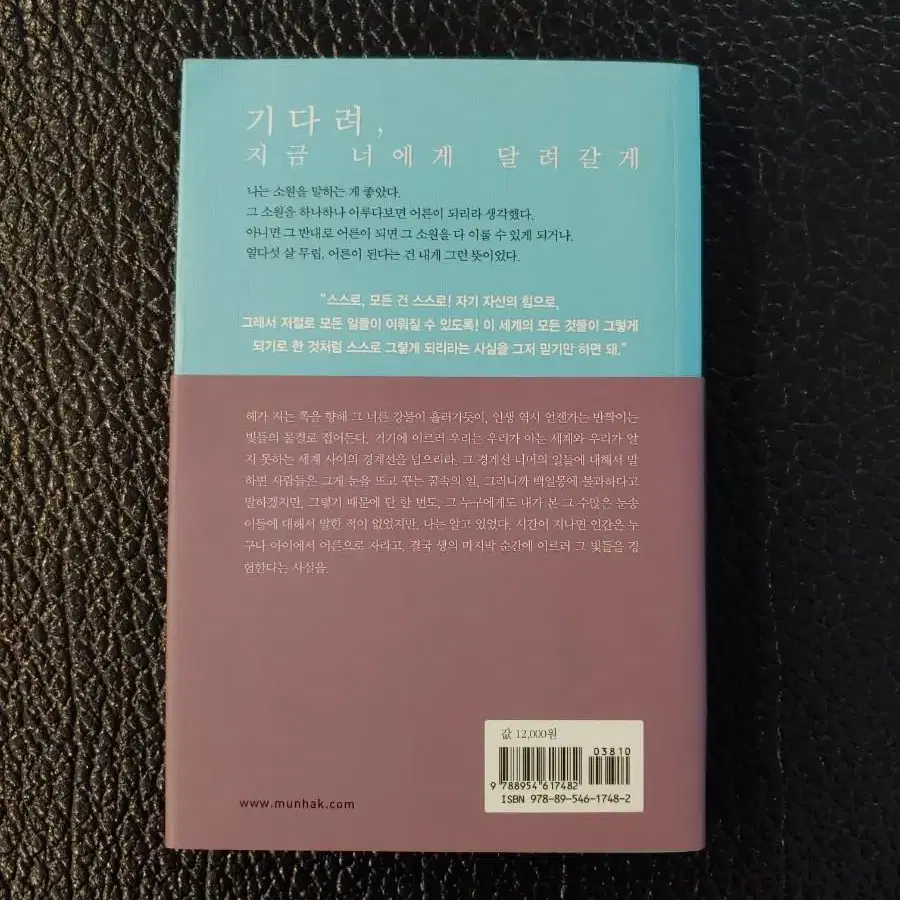 기다려,
지금 너에게 달려갈게
나는 소원을 말하는 게 좋았다.
그 소원을 하나하나 이루다보면 어른이 되리라 생각했다.
아니면 그 반대로 어른이 되면 그 소원을 다 이룰 수 있게 되거나.
열다섯 살 무렵, 어른이 된다는 건 내게 그런 뜻이었다.
"스스로, 모든 건 스스로! 자기 자신의 힘으로,
그래서 저절로 모든 일들이 이뤄질 수 있도록! 이 세계의 모든 것들이 그렇게
되기로 한 것처럼 스스로 그렇게 되리라는 사실을 그저 믿기만 하면 돼."
해가 지는 쪽을 향해 그 너른 강물이 흘러가듯이, 인생 역시 언젠가는 반짝이는
빛들의 물결로 접어든다. 거기에 이르러 우리는 우리가 아는 세계와 우리가 알
지 못하는 세계 사이의 경계선을 넘으리라. 그 경계선 너머의 일들에 대해서 말
하면 사람들은 그게 눈을 뜨고 꾸는 꿈속의 일, 그러니까 백일몽에 불과하다고
말하겠지만, 그렇기 때문에 단 한 번도, 그 누구에게도 내가 본 그 수많은 눈송
이들에 대해서 말한 적이 없었지만, 나는 알고 있었다. 시간이 지나면 인간은 누
구나 아이에서 어른으로 자라고, 결국 생의 마지막 순간에 이르러 그 빛들을 경
험한다는 사실을.
값 12,000원
03810
9 788954 617482
ISBN 978-89-546-1748-2
www.munhak.com